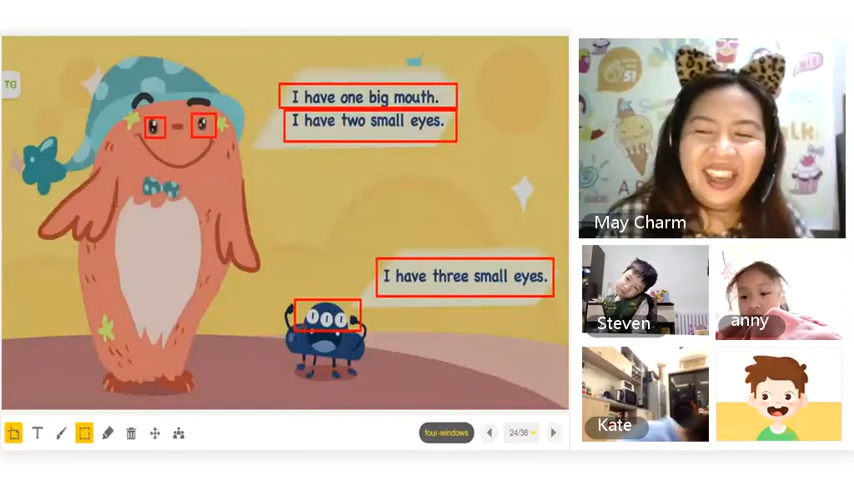 TG
I have one big mouth.
I have two small eyes.
I have three small eyes.
May Charm
Steven
anny
Kate
four-windows
24/36